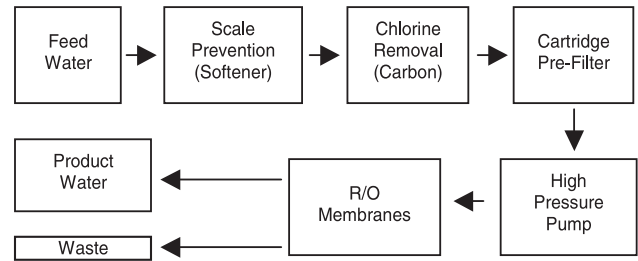 Feed
Water
Scale
Prevention
(Softener)
Chlorine
Removal
(Carbon)
Cartridge
Pre-Filter
High
Pressure
Pump
R/O
Membranes
Product
Water
Waste